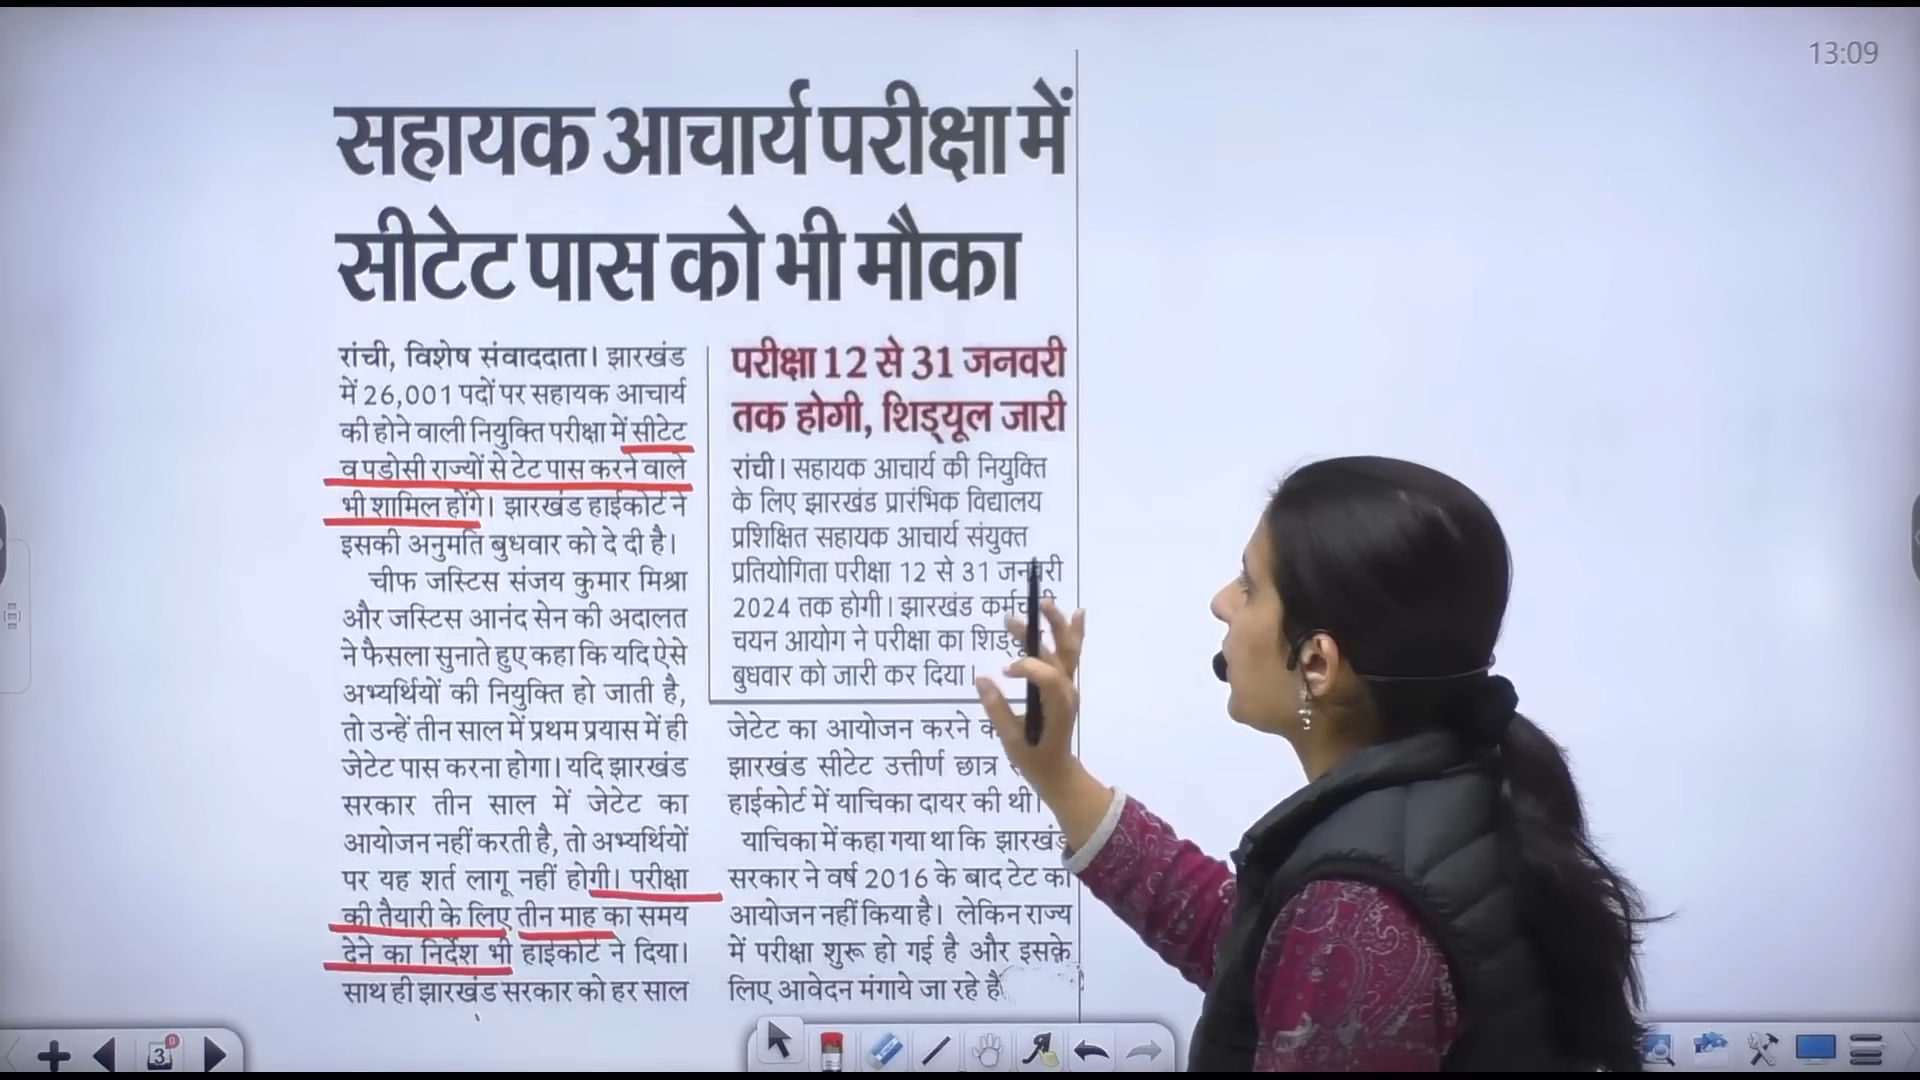 13:09
सहायक आचार्य परीक्षा में
सीटेट पास को भी मौका
रांची, विशेष संवाददाता। झारखंड
में 26,001 पदों पर सहायक आचार्य
की होने वाली नियुक्ति परीक्षा में सीटेट
व पड़ोसी राज्यों से टेट पास करने वाले
भी शामिल होंगे। झारखंड हाईकोर्ट ने
इसकी अनुमति बुधवार को दे दी है।
चीफ जस्टिस संजय कुमार मिश्रा
और जस्टिस आनंद सेन की अदालत
ने फैसला सुनाते हुए कहा कि यदि ऐसे
अभ्यर्थियों की नियुक्ति हो जाती है,
तो उन्हें तीन साल में प्रथम प्रयास में ही
जेटेट पास करना होगा। यदि झारखंड
सरकार तीन साल में जेटेट का
आयोजन नहीं करती है, तो अभ्यर्थियों
पर यह शर्त लागू नहीं होगी। परीक्षा
की तैयारी के लिए तीन माह का समय
देने का निर्देश भी हाईकोर्ट ने दिया।
साथ ही झारखंड सरकार को हर साल
परीक्षा 12 से 31 जनवरी
तक होगी, शिड्यूल जारी
रांची। सहायक आचार्य की नियुक्ति
के लिए झारखंड प्रारंभिक विद्यालय
प्रशिक्षित सहायक आचार्य संयुक्त
प्रतियोगिता परीक्षा 12 से 31 जनवरी
2024 तक होगी। झारखंड
चयन आयोग ने परीक्षा का
बुधवार को जारी कर दिया।
जेटेट का आयोजन करने
झारखंड सीटेट उत्तीर्ण छात्र
हाईकोर्ट में याचिका दायर की थी।
याचिका में कहा गया था कि झारखंड
सरकार ने वर्ष 2016 के बाद टेट का
आयोजन नहीं किया है। लेकिन राज्य
में परीक्षा शुरू हो गई है और इसके
लिए आवेदन मंगाये जा रहे हैं
3
0